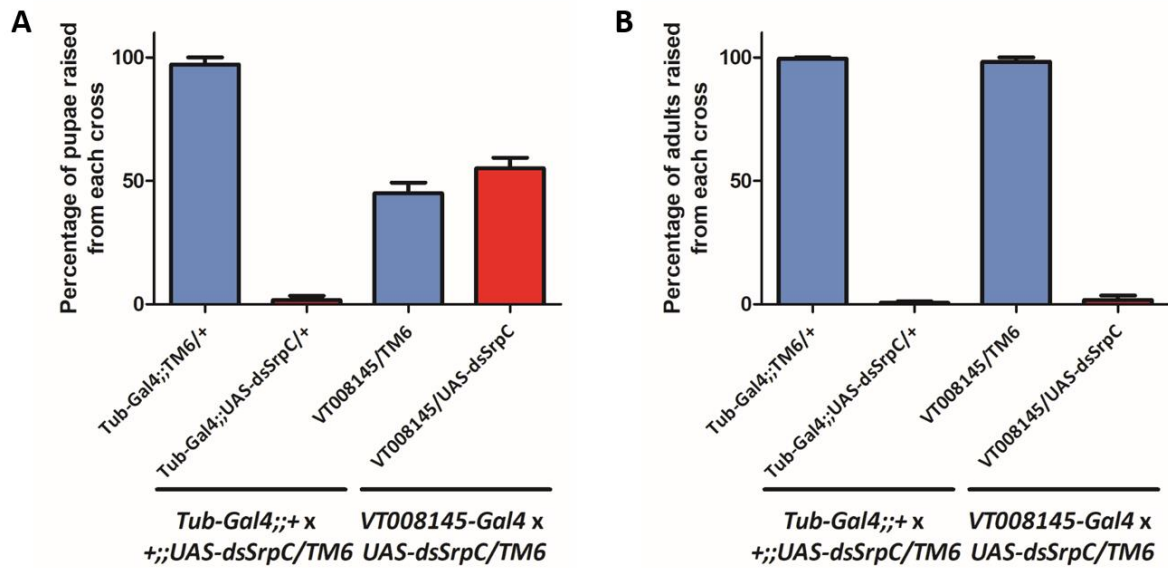 A
Percentage of pupae raised
from each cross
100
50
0
Tub-Gal4;;TM6/+
Tub-Gal4;;UAS-dsSrpC/+
VT008145/TM6
VT008145/UAS-dsSrpC
Tub-Gal4;;+ x
+;;UAS-dsSrpC/TM6
VT008145-Gal4 x
UAS-dsSrpC/TM6
B
Percentage of adults raised
from each cross
100
50
0
Tub-Gal4;;TM6/+
Tub-Gal4;;UAS-dsSrpC/+
VT008145/TM6
VT008145/UAS-dsSrpC
Tub-Gal4;;+ x
+;;UAS-dsSrpC/TM6
VT008145-Gal4 x
UAS-dsSrpC/TM6